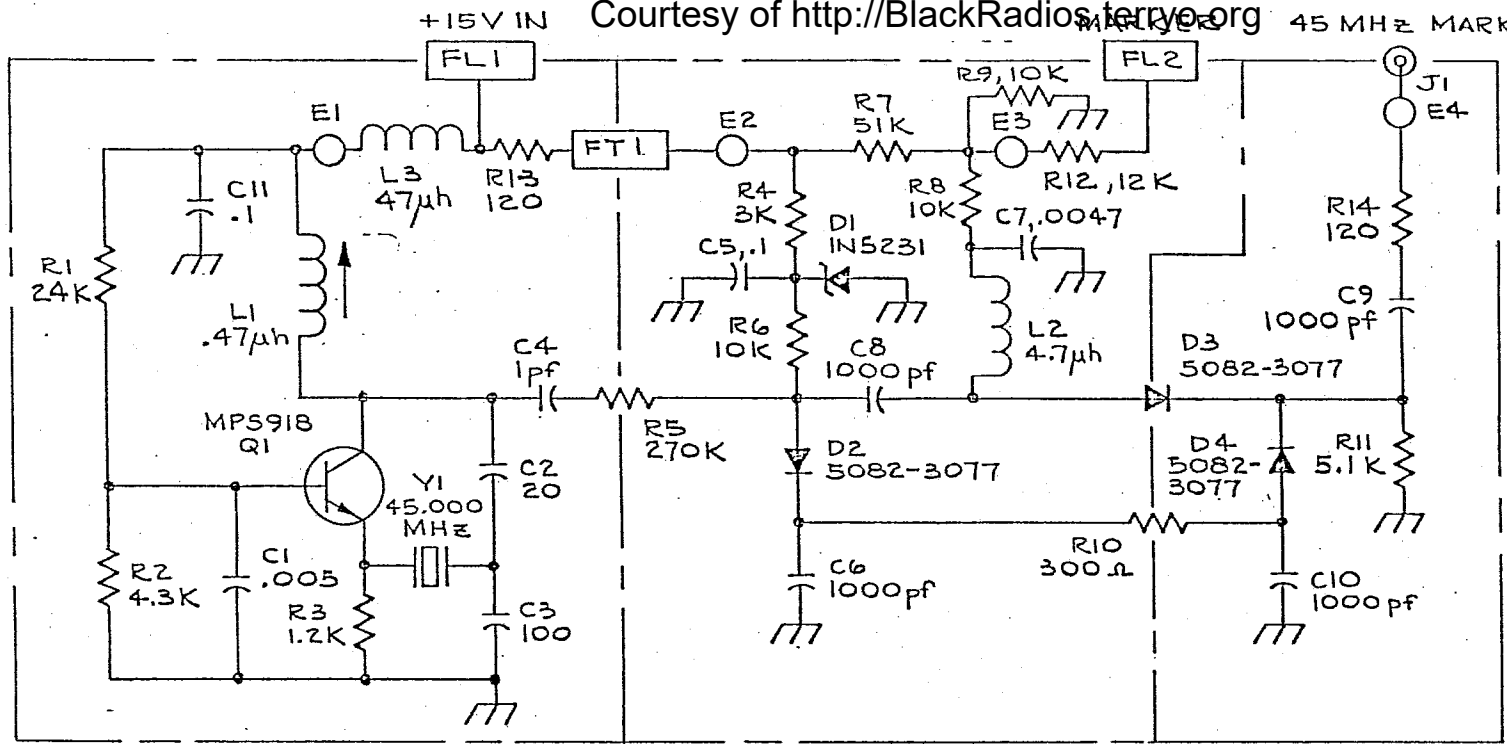 Courtesy of http://BlackRadios.terryo.org
+15V IN
MARKER
45 MHz MARK
FL1
FL2
R9, 10K
J1
E4
E1
R7
51K
E3
E2
FT1
L3
47µh
R13
120
R12, 12K
C11
.1
R4
3K
R8
10K
C7, .0047
R14
120
D1
IN5231
C5, .1
R1
24K
L1
.47µh
C9
1000 pf
R6
10K
L2
4.7µh
C4
1pf
C8
1000 pf
D3
5082-3077
MPS918
Q1
R5
270K
D2
5082-3077
D4
5082-
3077
R11
5.1K
C2
20
Y1
45.000
MHz
R10
300Ω
R2
4.3K
C1
.005
C6
1000pf
C10
1000pf
R3
1.2K
C3
100